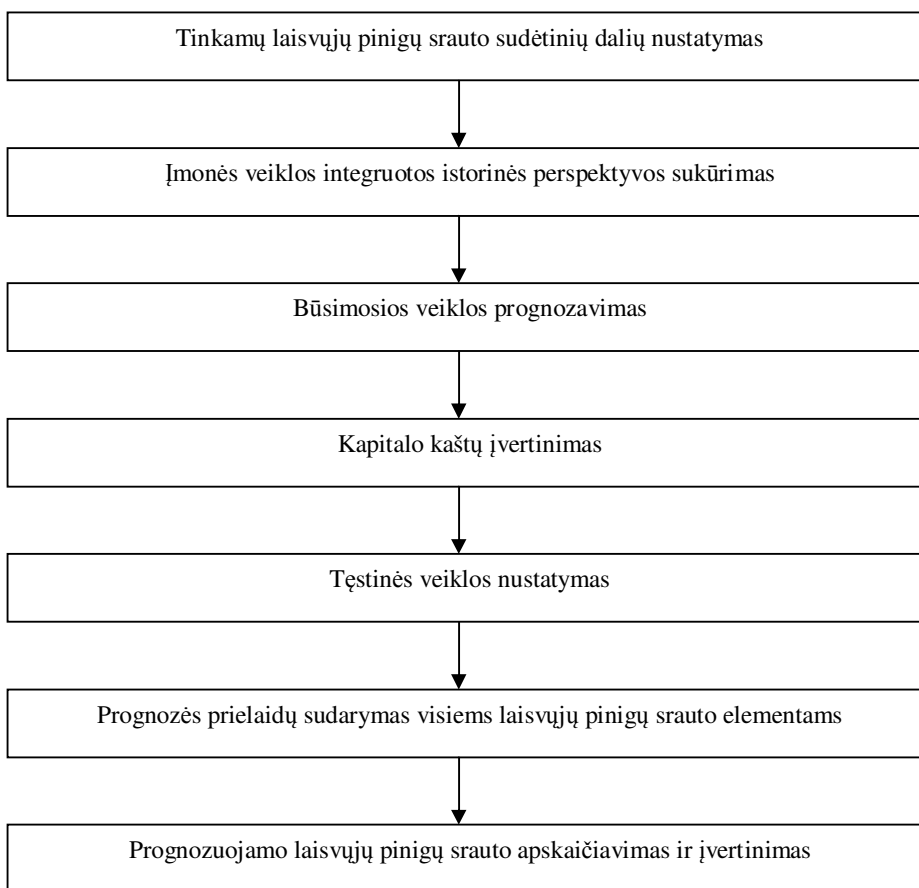 Tinkamų laisvųjų pinigų srauto sudėtinių dalių nustatymas
Įmonės veiklos integruotos istorinės perspektyvos sukūrimas
Būsimosios veiklos prognozavimas
Kapitalo kaštų įvertinimas
Tęstinės veiklos nustatymas
Prognozės prielaidų sudarymas visiems laisvųjų pinigų srauto elementams
Prognozuojamo laisvųjų pinigų srauto apskaičiavimas ir įvertinimas